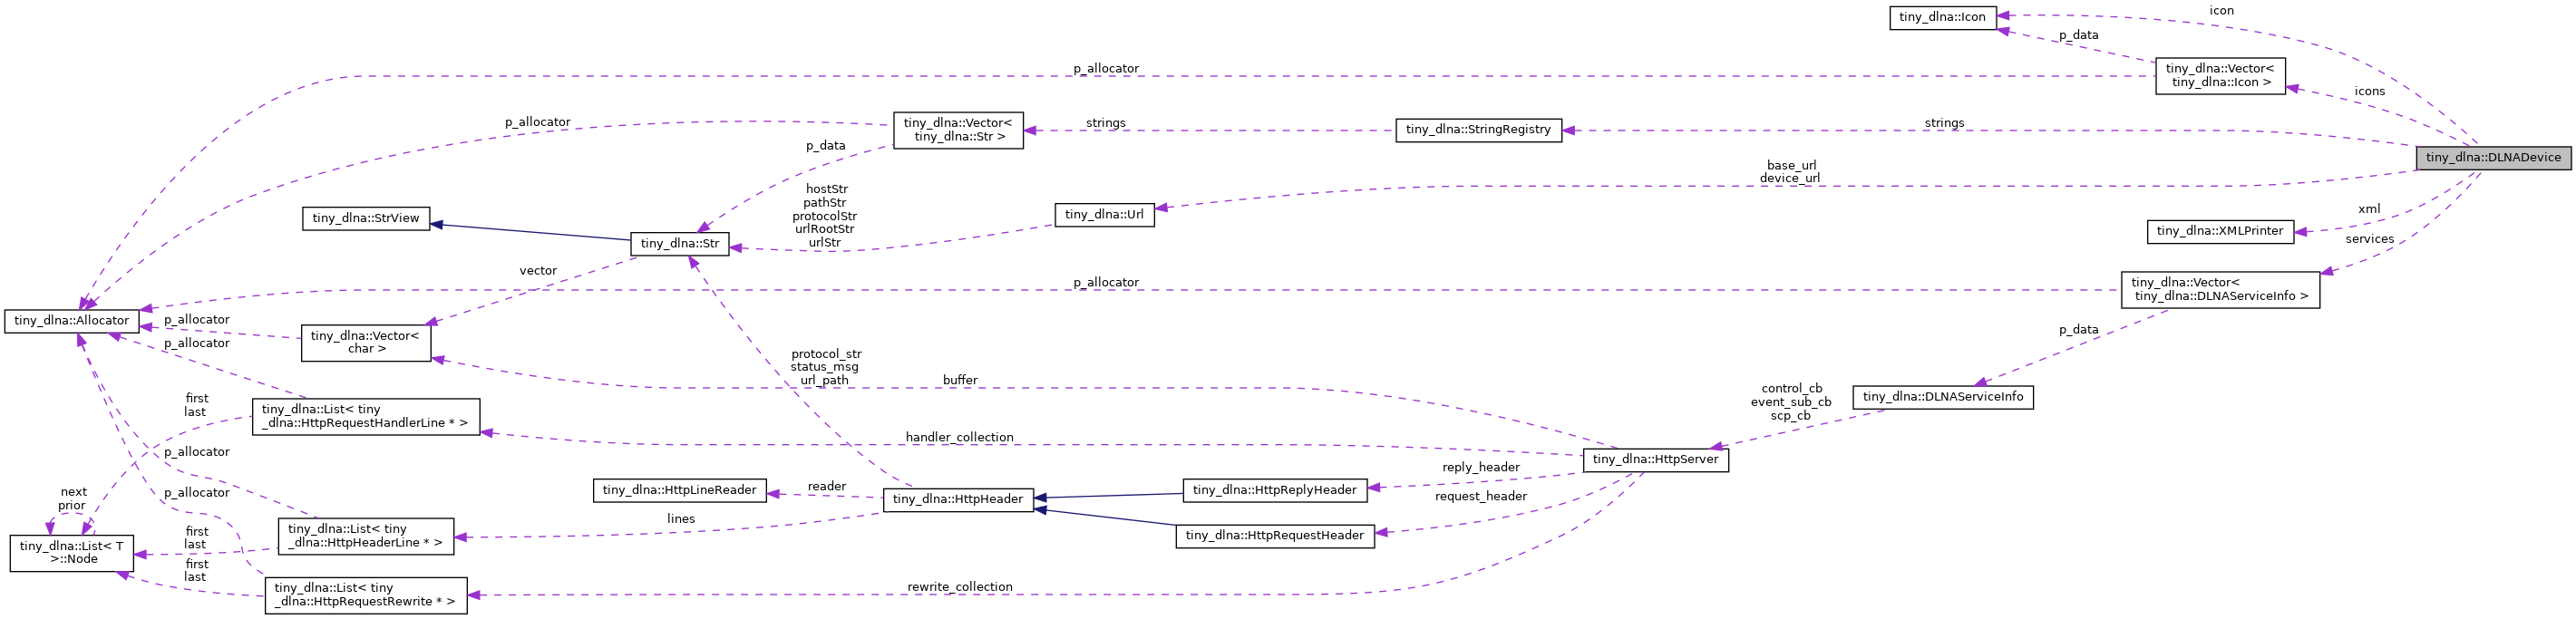 tiny_dlna::Icon
icon
p_data
p_allocator
tiny_dlna::Vector<
tiny_dlna::Icon >
icons
p_allocator
tiny_dlna::Vector<
tiny_dlna::Str >
strings
tiny_dlna::StringRegistry
strings
p_data
tiny_dlna::DLNADevice
base_url
device_url
hostStr
pathStr
protocolStr
urlRootStr
urlStr
tiny_dlna::StrView
tiny_dlna::Url
xml
tiny_dlna::XMLPrinter
services
tiny_dlna::Str
vector
p_allocator
tiny_dlna::Vector<
tiny_dlna::DLNAServiceInfo >
tiny_dlna::Allocator
p_allocator
p_allocator
tiny_dlna::Vector<
char >
p_data
protocol_str
status_msg
url_path
buffer
control_cb
event_sub_cb
scp_cb
tiny_dlna::DLNAServiceInfo
first
last
tiny_dlna::List< tiny
_dlna::HttpRequestHandlerLine * >
handler_collection
p_allocator
tiny_dlna::HttpServer
reply_header
request_header
next
prior
p_allocator
tiny_dlna::HttpLineReader
reader
tiny_dlna::HttpHeader
tiny_dlna::HttpReplyHeader
lines
tiny_dlna::List< T
>::Node
first
last
tiny_dlna::List< tiny
_dlna::HttpHeaderLine * >
tiny_dlna::HttpRequestHeader
first
last
tiny_dlna::List< tiny
_dlna::HttpRequestRewrite * >
rewrite_collection